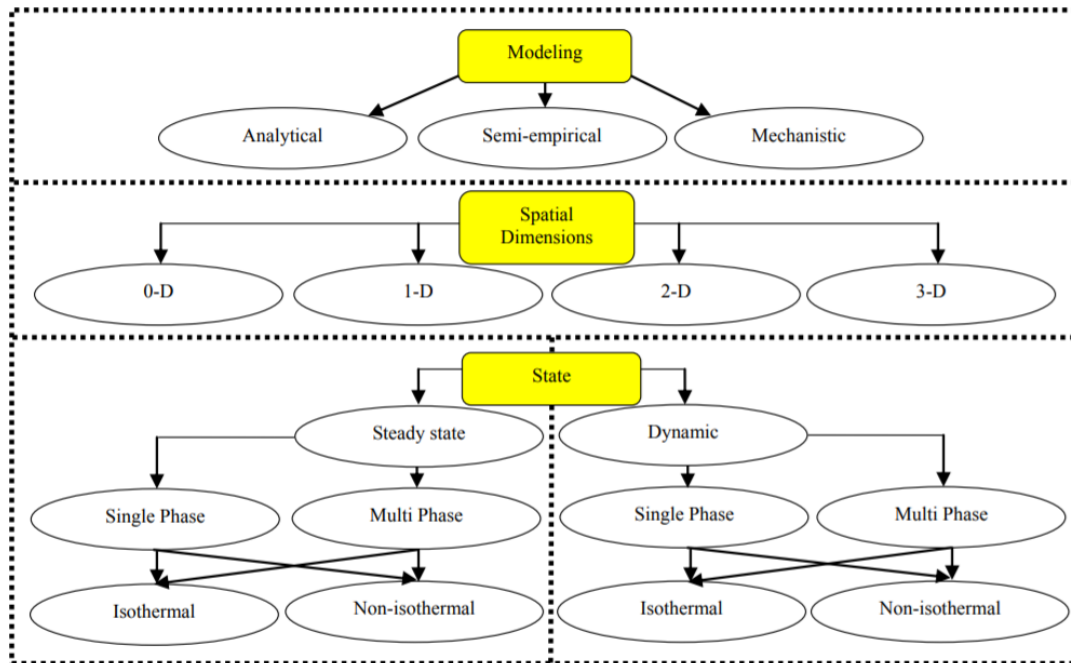 Modeling
Analytical
Semi-empirical
Mechanistic
Spatial
Dimensions
0-D
1-D
2-D
3-D
State
Steady state
Dynamic
Single Phase
Multi Phase
Single Phase
Multi Phase
Isothermal
Non-isothermal
Isothermal
Non-isothermal